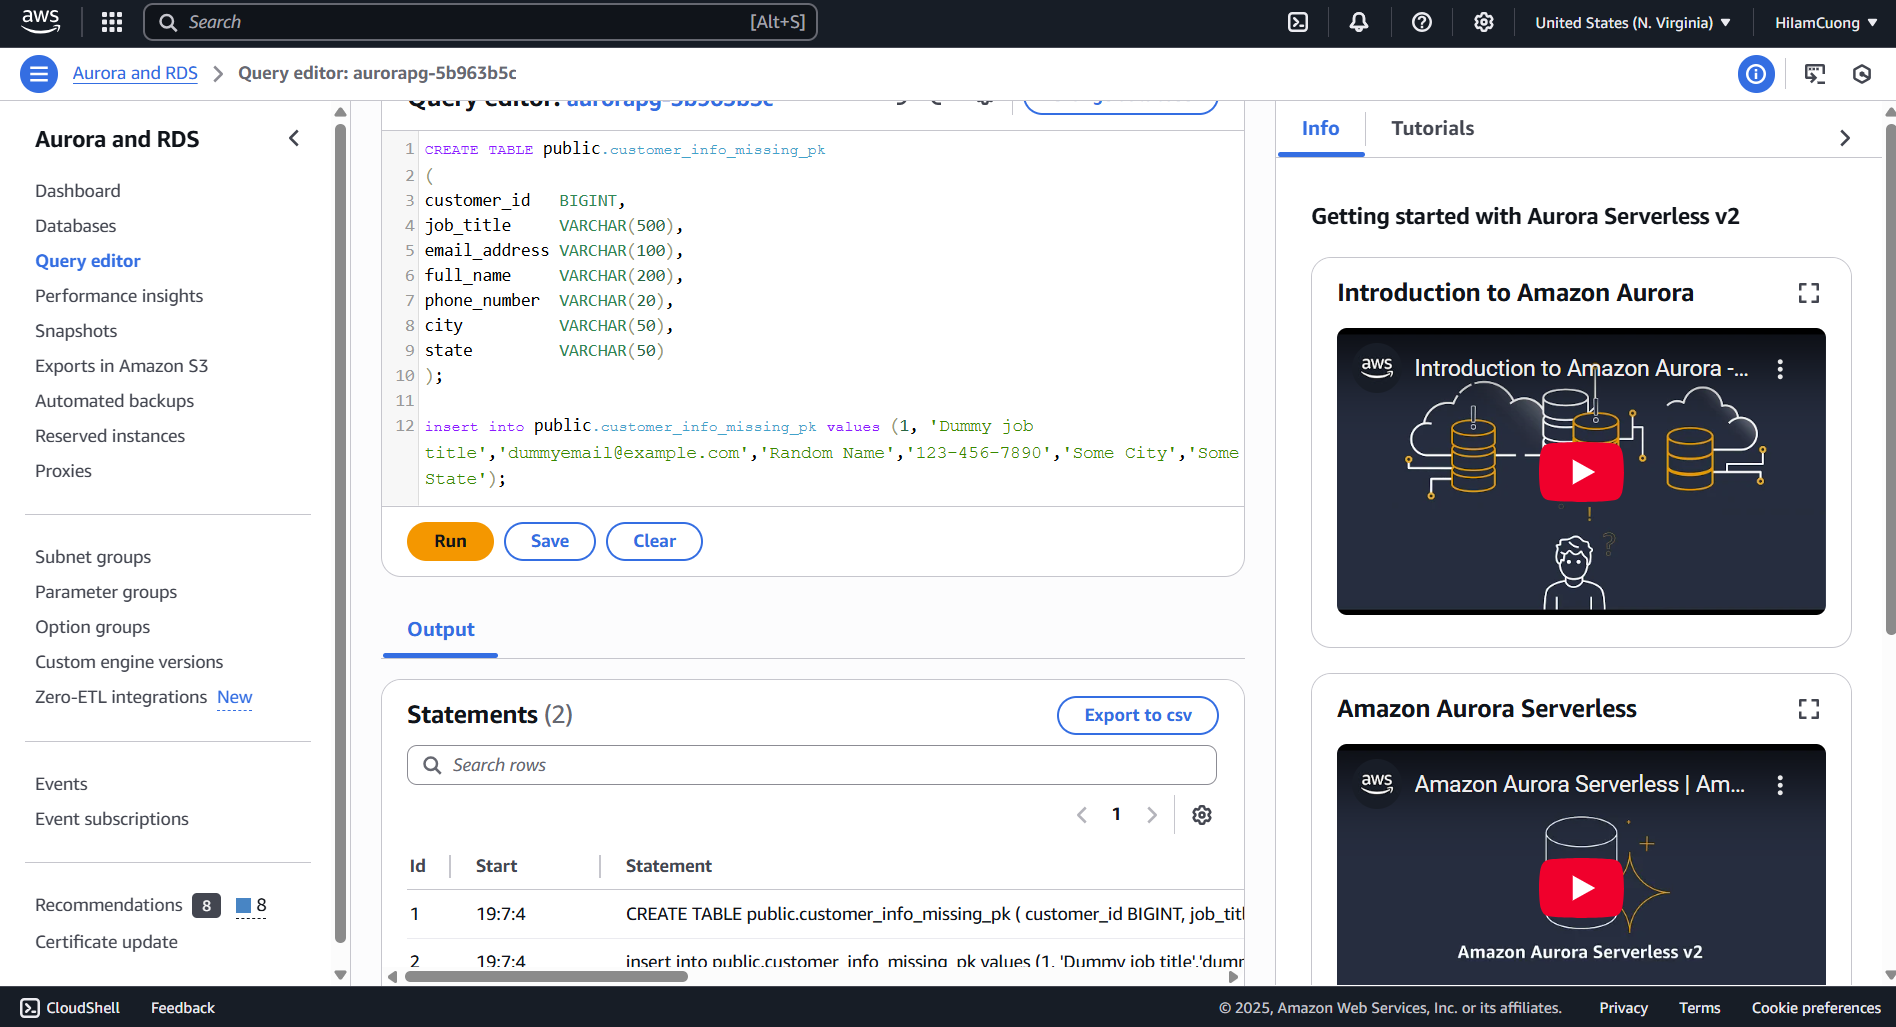 aws
Search [Alt+S]
United States (N. Virginia) ▼
HilamCuong ▼
Aurora and RDS > Query editor: aurorapg-5b963b5c
Aurora and RDS
Dashboard
Databases
Query editor
Performance insights
Snapshots
Exports in Amazon S3
Automated backups
Reserved instances
Proxies
Subnet groups
Parameter groups
Option groups
Custom engine versions
Zero-ETL integrations New
Events
Event subscriptions
Recommendations 8 8
Certificate update
Query editor: aurorapg-5b963b5c
1 CREATE TABLE public.customer_info_missing_pk
2 (
3 customer_id BIGINT,
4 job_title VARCHAR(500),
5 email_address VARCHAR(100),
6 full_name VARCHAR(200),
7 phone_number VARCHAR(20),
8 city VARCHAR(50),
9 state VARCHAR(50)
10 );
11
12 insert into public.customer_info_missing_pk values (1, 'Dummy job
title','dummyemail@example.com','Random Name','123-456-7890','Some City','Some
State');
Run Save Clear
Output
Statements (2)
Export to csv
Search rows
1
Id Start Statement
1 19:7:4 CREATE TABLE public.customer_info_missing_pk ( customer_id BIGINT, job_titl
2 19:7:4 insert into public.customer_info_missing_pk values (1, 'Dummy job title','dumm
Info Tutorials
Getting started with Aurora Serverless v2
Introduction to Amazon Aurora
aws Introduction to Amazon Aurora -...
Amazon Aurora Serverless
aws Amazon Aurora Serverless | Am...
Amazon Aurora Serverless v2
CloudShell Feedback
© 2025, Amazon Web Services, Inc. or its affiliates. Privacy Terms Cookie preferences